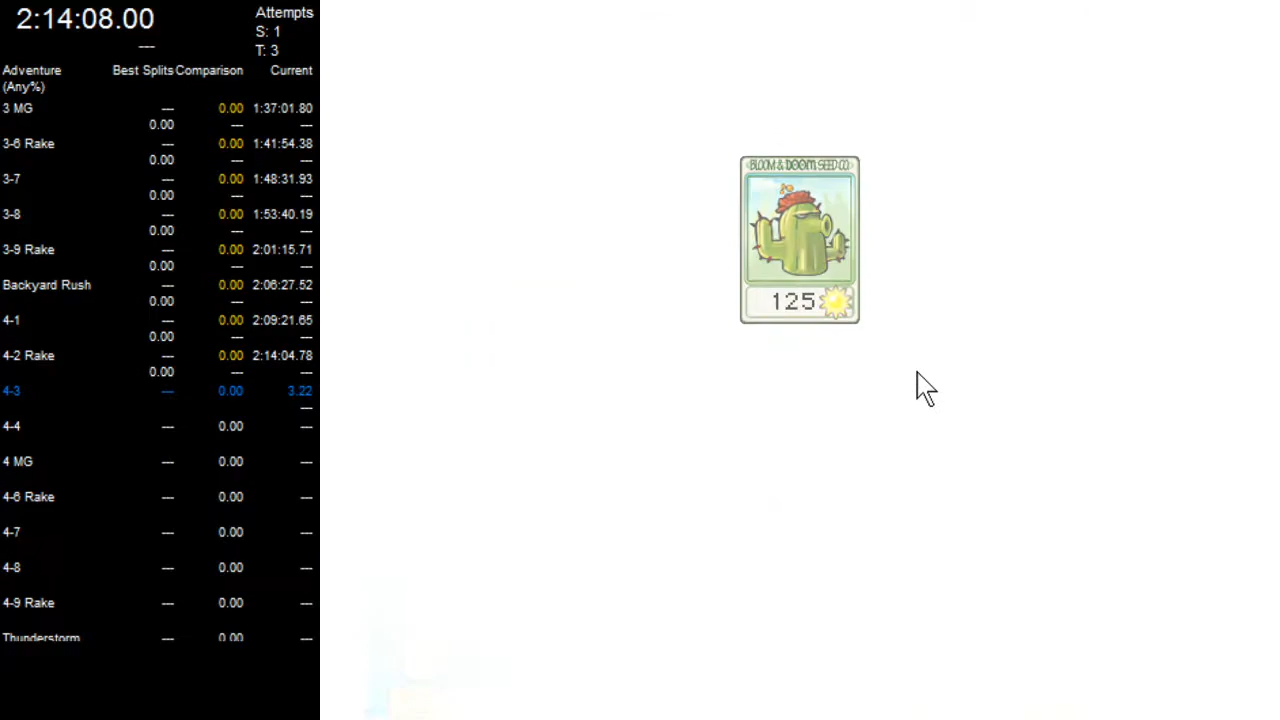 2:14:08.00
---
Attempts
S: 1
T: 3
Adventure (Any%) Best Splits Comparison Current
3 MG --- 0.00 1:37:01.80
0.00 --- ---
3-6 Rake --- 0.00 1:41:54.38
0.00 --- ---
3-7 --- 0.00 1:48:31.93
0.00 --- ---
3-8 --- 0.00 1:53:40.19
0.00 --- ---
3-9 Rake --- 0.00 2:01:15.71
0.00 --- ---
Backyard Rush --- 0.00 2:06:27.52
0.00 --- ---
4-1 --- 0.00 2:09:21.65
0.00 --- ---
4-2 Rake --- 0.00 2:14:04.78
0.00 --- ---
4-3 --- 0.00 3.22
---
4-4 --- 0.00 ---
4 MG --- 0.00 ---
4-6 Rake --- 0.00 ---
4-7 --- 0.00 ---
4-8 --- 0.00 ---
4-9 Rake --- 0.00 ---
Thunderstorm --- 0.00 ---
BLOOM & DOOM SEED CO
125